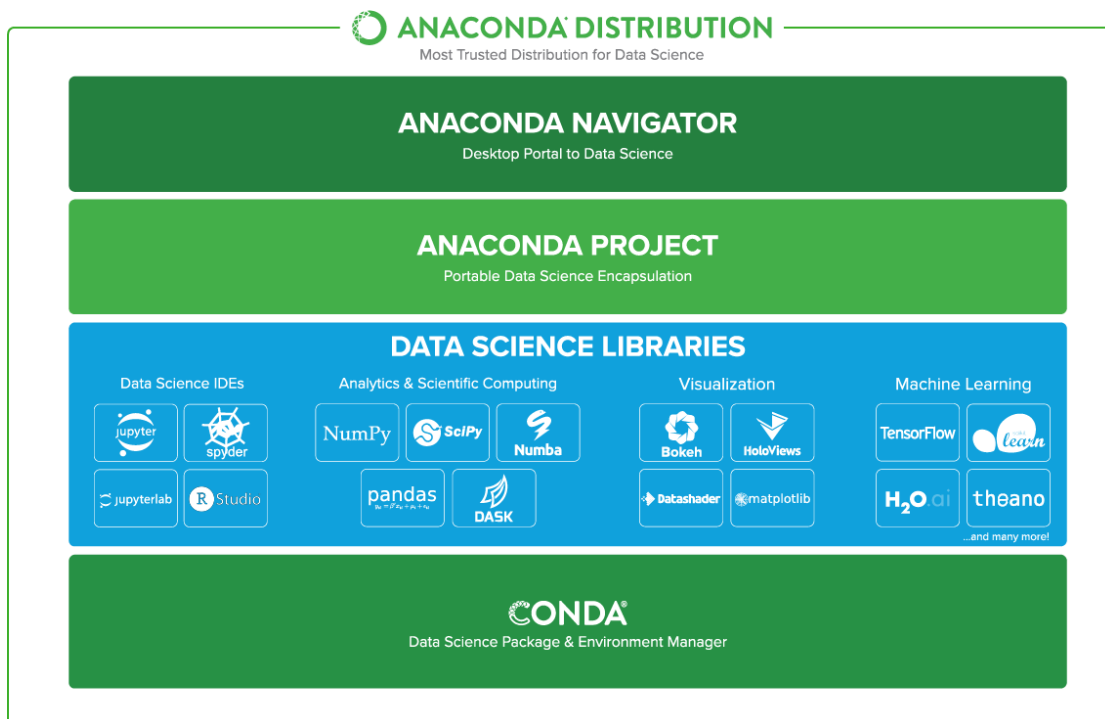 ANACONDA® DISTRIBUTION
Most Trusted Distribution for Data Science
ANACONDA NAVIGATOR
Desktop Portal to Data Science
ANACONDA PROJECT
Portable Data Science Encapsulation
DATA SCIENCE LIBRARIES
Data Science IDEs
jupyter
spyder
jupyterlab
R Studio
Analytics & Scientific Computing
NumPy
SciPy
Numba
pandas
DASK
Visualization
Bokeh
HoloViews
Datashader
matplotlib
Machine Learning
TensorFlow
learn
H2O.ai
theano
...and many more!
CONDA®
Data Science Package & Environment Manager